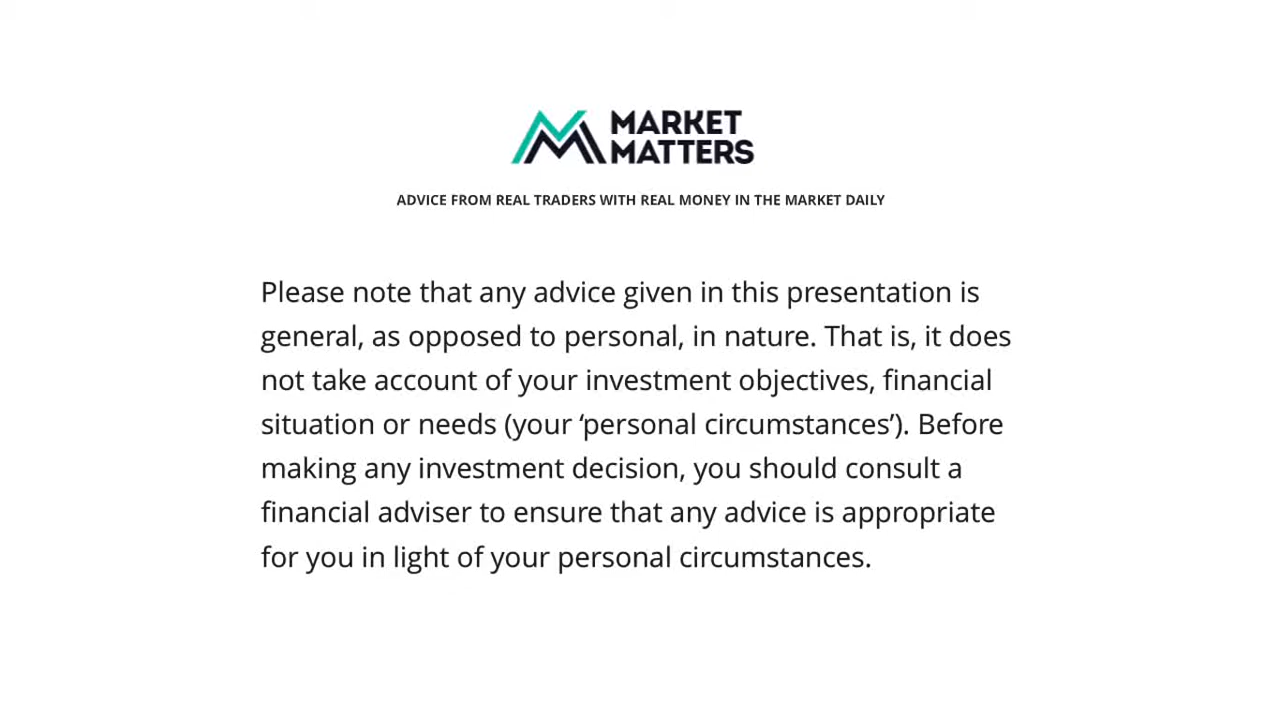 MARKET
MATTERS
ADVICE FROM REAL TRADERS WITH REAL MONEY IN THE MARKET DAILY
Please note that any advice given in this presentation is
general, as opposed to personal, in nature. That is, it does
not take account of your investment objectives, financial
situation or needs (your ‘personal circumstances’). Before
making any investment decision, you should consult a
financial adviser to ensure that any advice is appropriate
for you in light of your personal circumstances.